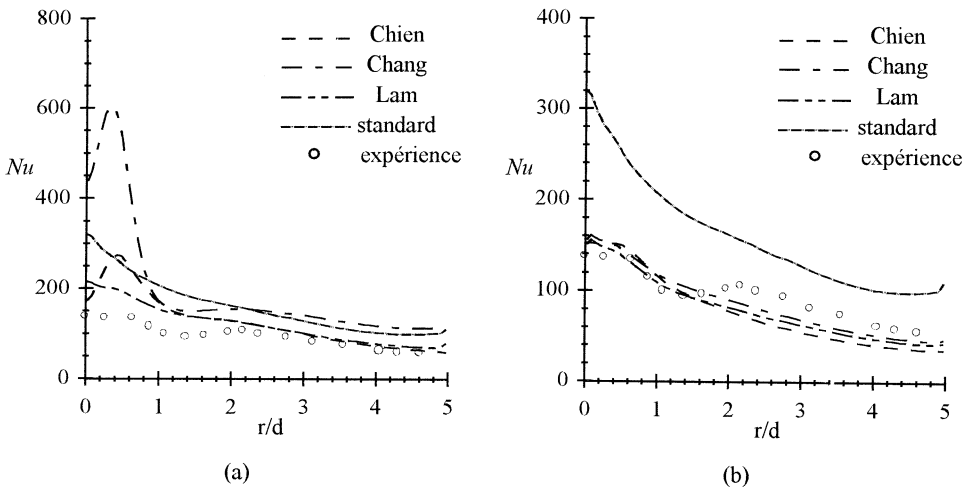 800
600
400
200
0
Nu
0 1 2 3 4 5
r/d
Chien
Chang
Lam
standard
expérience
(a)
400
300
200
100
0
Nu
0 1 2 3 4 5
r/d
Chien
Chang
Lam
standard
expérience
(b)